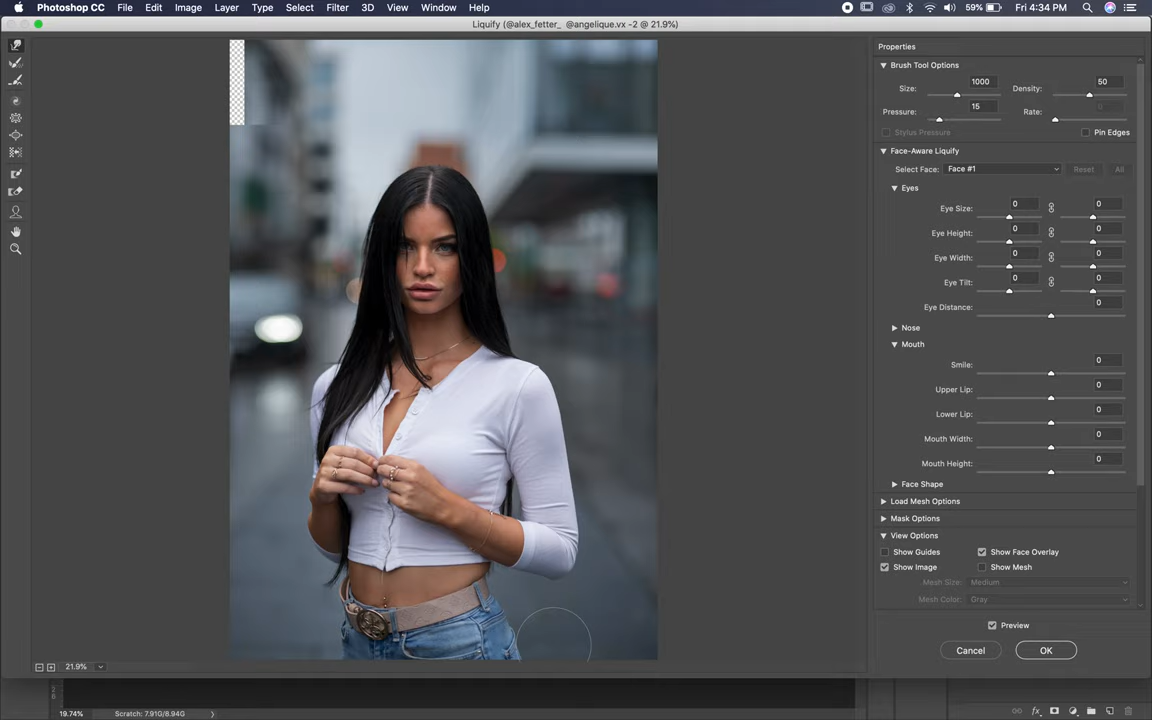 Photoshop CC File Edit Image Layer Type Select Filter 3D View Window Help 59% Fri 4:34 PM
Liquify (@alex_fetter_ @angelique.vx -2 @ 21.9%)
Properties
Brush Tool Options
Size: 1000 Density: 50
Pressure: 15 Rate: 0
Stylus Pressure Pin Edges
Face-Aware Liquify
Select Face: Face #1 Reset All
Eyes
Eye Size: 0 0
Eye Height: 0 0
Eye Width: 0 0
Eye Tilt: 0 0
Eye Distance: 0
Nose
Mouth
Smile: 0
Upper Lip: 0
Lower Lip: 0
Mouth Width: 0
Mouth Height: 0
Face Shape
Load Mesh Options
Mask Options
View Options
Show Guides Show Face Overlay
Show Image Show Mesh
Mesh Size: Medium
Mesh Color: Gray
Preview
Cancel OK
21.9%
19.74% Scratch: 7.91G/8.94G